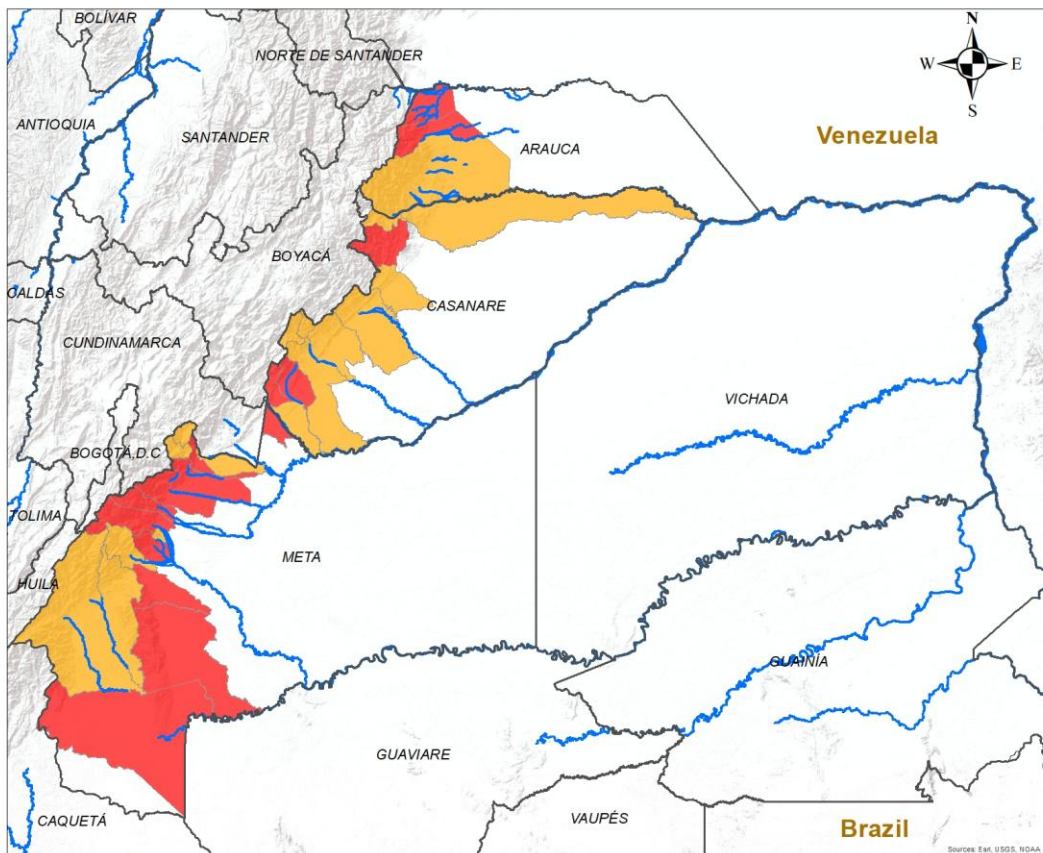 BOLÍVAR
NORTE DE SANTANDER
N
W
E
S
ANTIOQUIA
SANTANDER
ARAUCA
Venezuela
BOYACÁ
CALDAS
CASANARE
CUNDINAMARCA
VICHADA
BOGOTÁ,D.C
TOLIMA
META
HUILA
GUAINÍA
GUAVIARE
CAQUETÁ
VAUPÉS
Brazil
Sources: Esri, USGS, NOAA